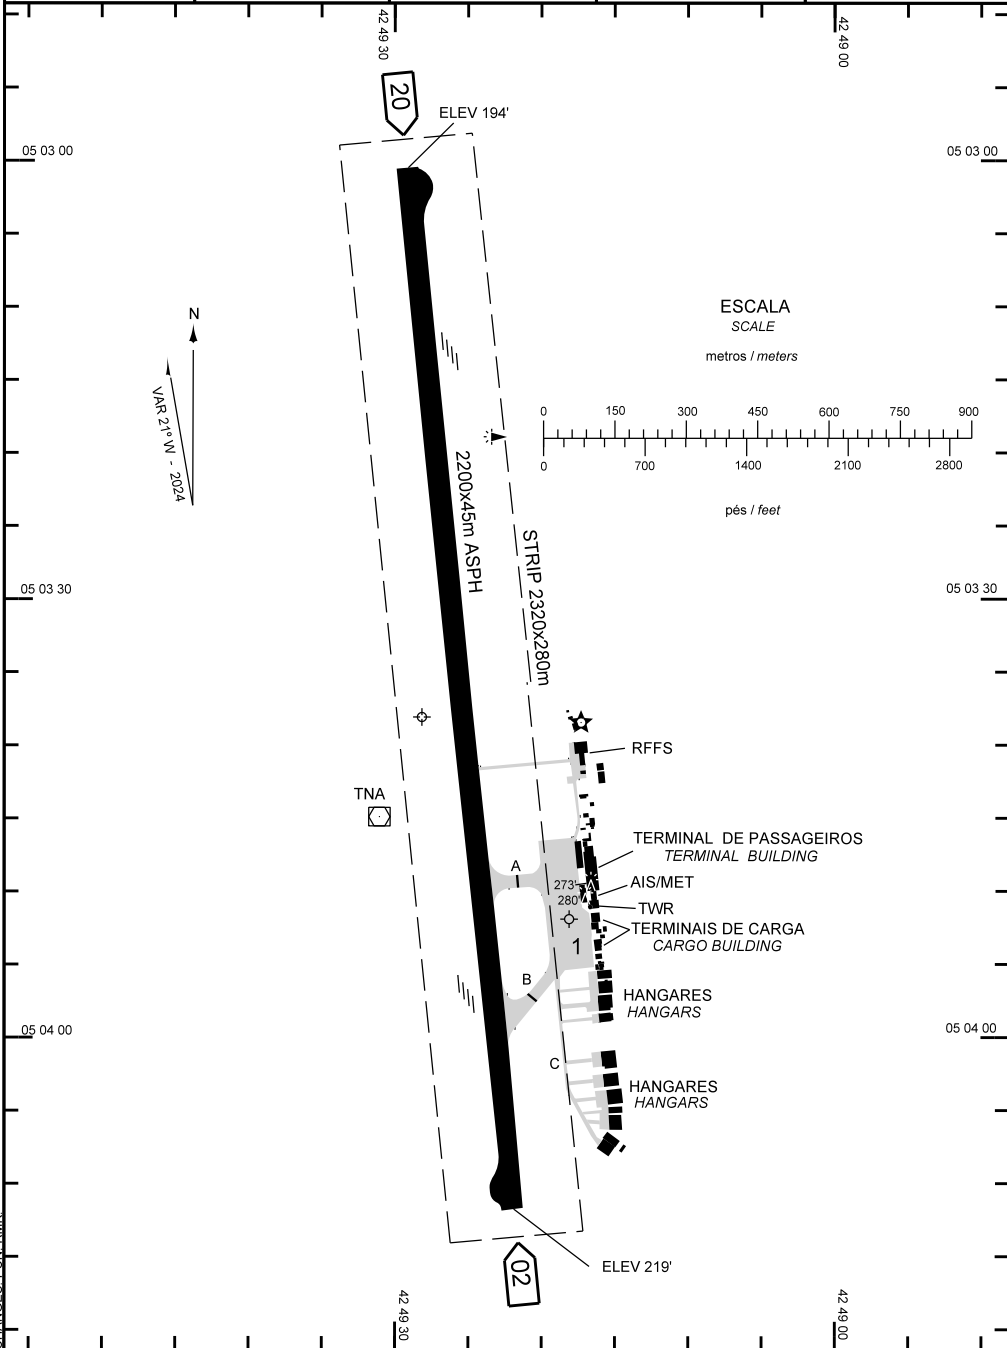 42 49 30
42 49 00
20
ELEV 194'
05 03 00
05 03 00
N
VAR 21° W - 2024
ESCALA
SCALE
metros / meters
0 150 300 450 600 750 900
0 700 1400 2100 2800
pés / feet
2200x45m ASPH
STRIP 2320x280m
05 03 30
05 03 30
RFFS
TNA
TERMINAL DE PASSAGEIROS
TERMINAL BUILDING
A
273'
AIS/MET
280'
TWR
TERMINAIS DE CARGA
CARGO BUILDING
1
B
HANGARES
HANGARS
05 04 00
05 04 00
C
HANGARES
HANGARS
ELEV 219'
02
42 49 30
42 49 00